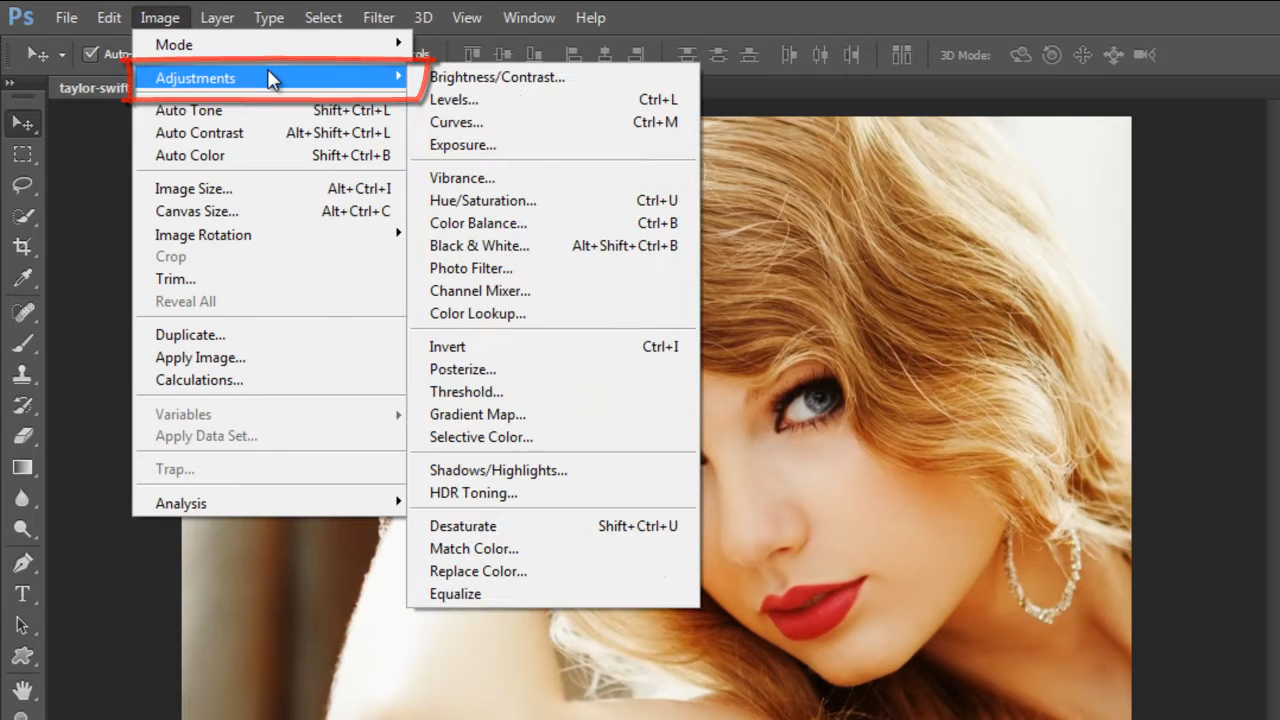 Ps File Edit Image Layer Type Select Filter 3D View Window Help
Auto- 3D Mode:
taylor-swift
Mode
Adjustments
Auto Tone Shift+Ctrl+L
Auto Contrast Alt+Shift+Ctrl+L
Auto Color Shift+Ctrl+B
Image Size... Alt+Ctrl+I
Canvas Size... Alt+Ctrl+C
Image Rotation
Crop
Trim...
Reveal All
Duplicate...
Apply Image...
Calculations...
Variables
Apply Data Set...
Trap...
Analysis
Brightness/Contrast...
Levels... Ctrl+L
Curves... Ctrl+M
Exposure...
Vibrance...
Hue/Saturation... Ctrl+U
Color Balance... Ctrl+B
Black & White... Alt+Shift+Ctrl+B
Photo Filter...
Channel Mixer...
Color Lookup...
Invert Ctrl+I
Posterize...
Threshold...
Gradient Map...
Selective Color...
Shadows/Highlights...
HDR Toning...
Desaturate Shift+Ctrl+U
Match Color...
Replace Color...
Equalize
T